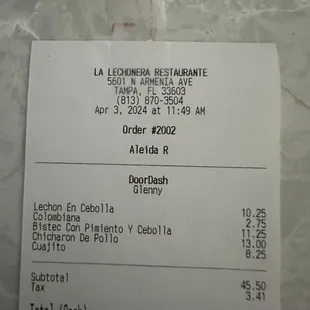 LA LECHONERA RESTAURANTE
5601 N ARMENIA AVE
TAMPA, FL 33603
(813) 870-3504
Apr 3, 2024 at 11:49 AM
Order #2002
Aleida R
DoorDash
Glenny
Lechon En Cebolla 10.25
Colombiana 2.75
Bistec Con Pimiento Y Cebolla 11.25
Chicharon De Pollo 13.00
Cuajito 8.25
Subtotal 45.50
Tax 3.41
Total (Cash)